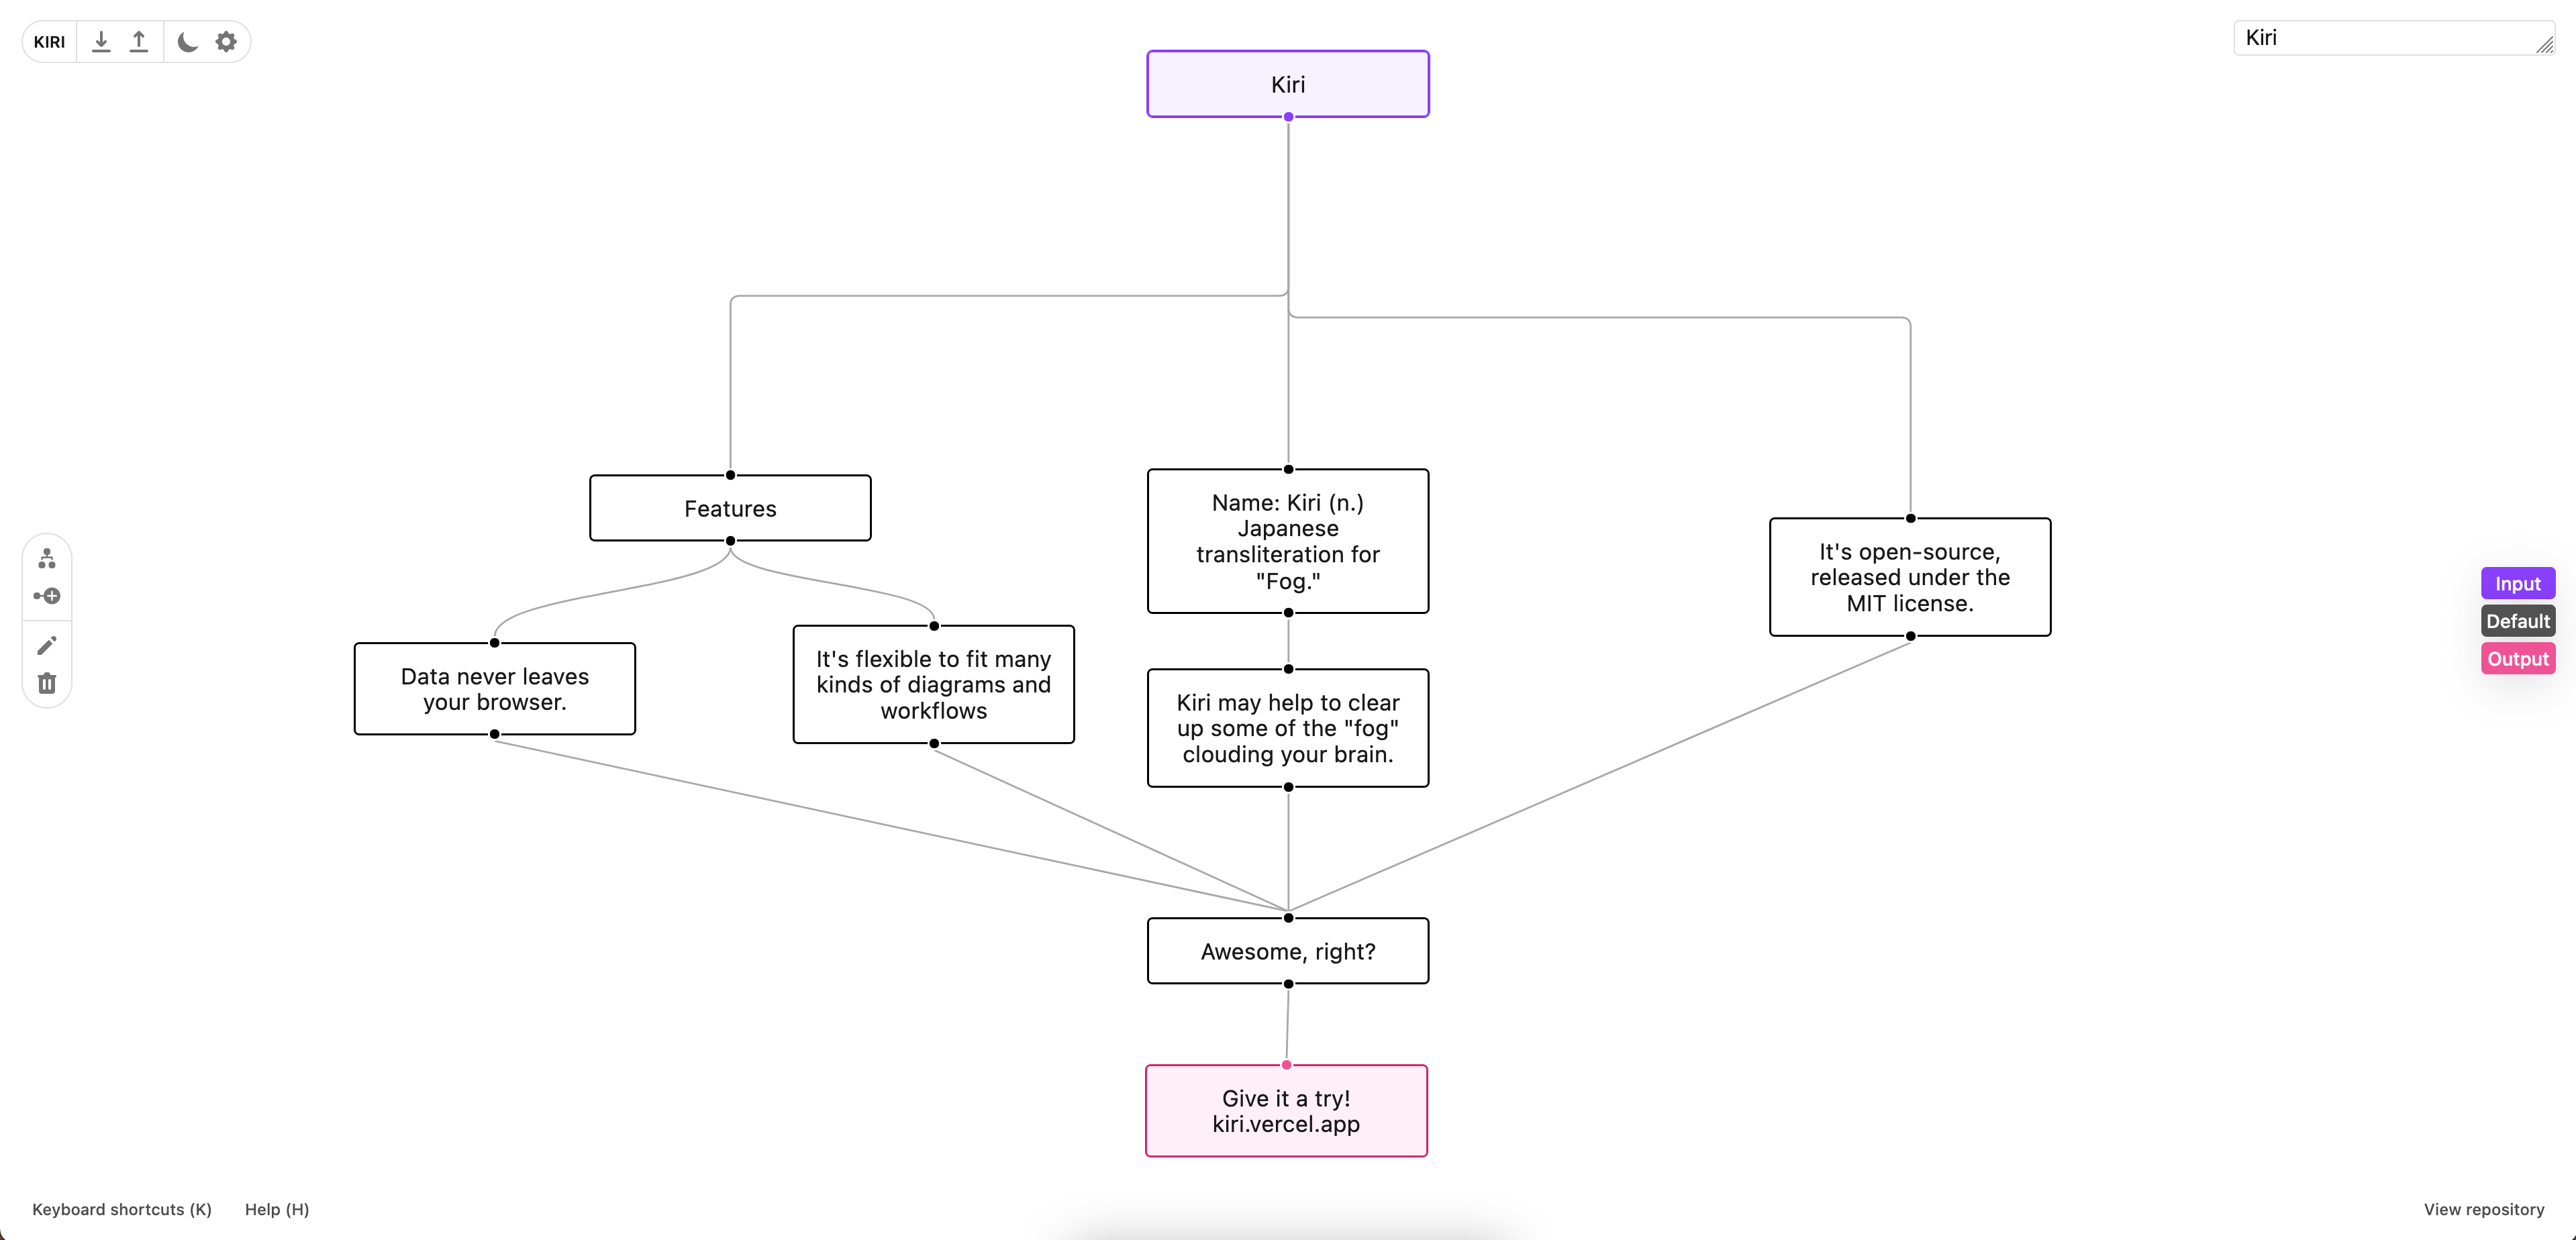 KIRI
Kiri
Kiri
Features
Name: Kiri (n.)
Japanese
transliteration for
"Fog."
It's open-source,
released under the
MIT license.
Data never leaves
your browser.
It's flexible to fit many
kinds of diagrams and
workflows
Kiri may help to clear
up some of the "fog"
clouding your brain.
Input
Default
Output
Awesome, right?
Give it a try!
kiri.vercel.app
Keyboard shortcuts (K)
Help (H)
View repository